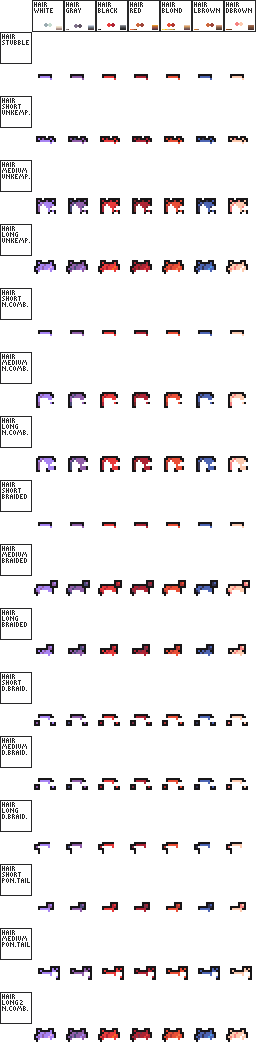 HAIR
WHITE
HAIR
GRAY
HAIR
BLACK
HAIR
RED
HAIR
BLOND
HAIR
LBROWN
HAIR
DBROWN
HAIR
STUBBLE
HAIR
SHORT
UNKEMP.
HAIR
MEDIUM
UNKEMP.
HAIR
LONG
UNKEMP.
HAIR
SHORT
N.COMB.
HAIR
MEDIUM
N.COMB.
HAIR
LONG
N.COMB.
HAIR
SHORT
BRAIDED
HAIR
MEDIUM
BRAIDED
HAIR
LONG
BRAIDED
HAIR
SHORT
D.BRAID.
HAIR
MEDIUM
D.BRAID.
HAIR
LONG
D.BRAID.
HAIR
SHORT
PON.TAIL
HAIR
MEDIUM
PON.TAIL
HAIR
LONG2
N.COMB.